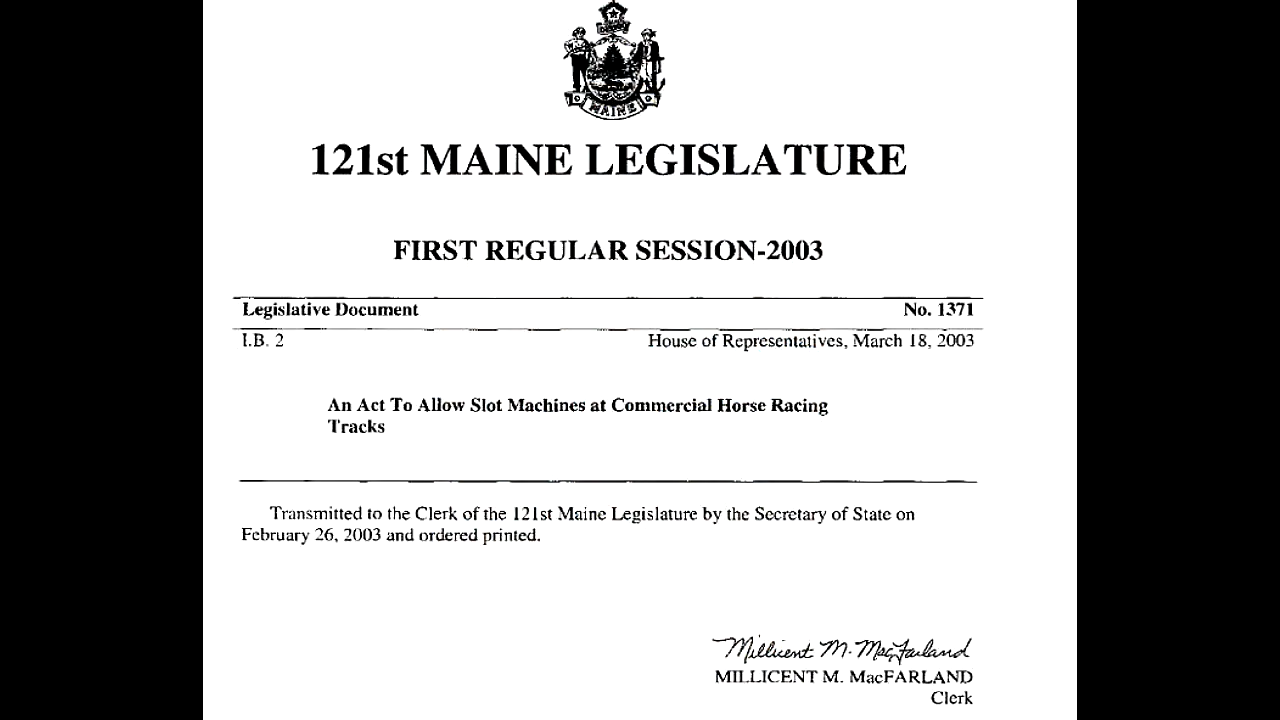 MAINE
121st MAINE LEGISLATURE
FIRST REGULAR SESSION-2003
Legislative Document No. 1371
I.B. 2 House of Representatives, March 18, 2003
An Act To Allow Slot Machines at Commercial Horse Racing
Tracks
Transmitted to the Clerk of the 121st Maine Legislature by the Secretary of State on
February 26, 2003 and ordered printed.
Millicent M. MacFarland
MILLICENT M. MacFARLAND
Clerk